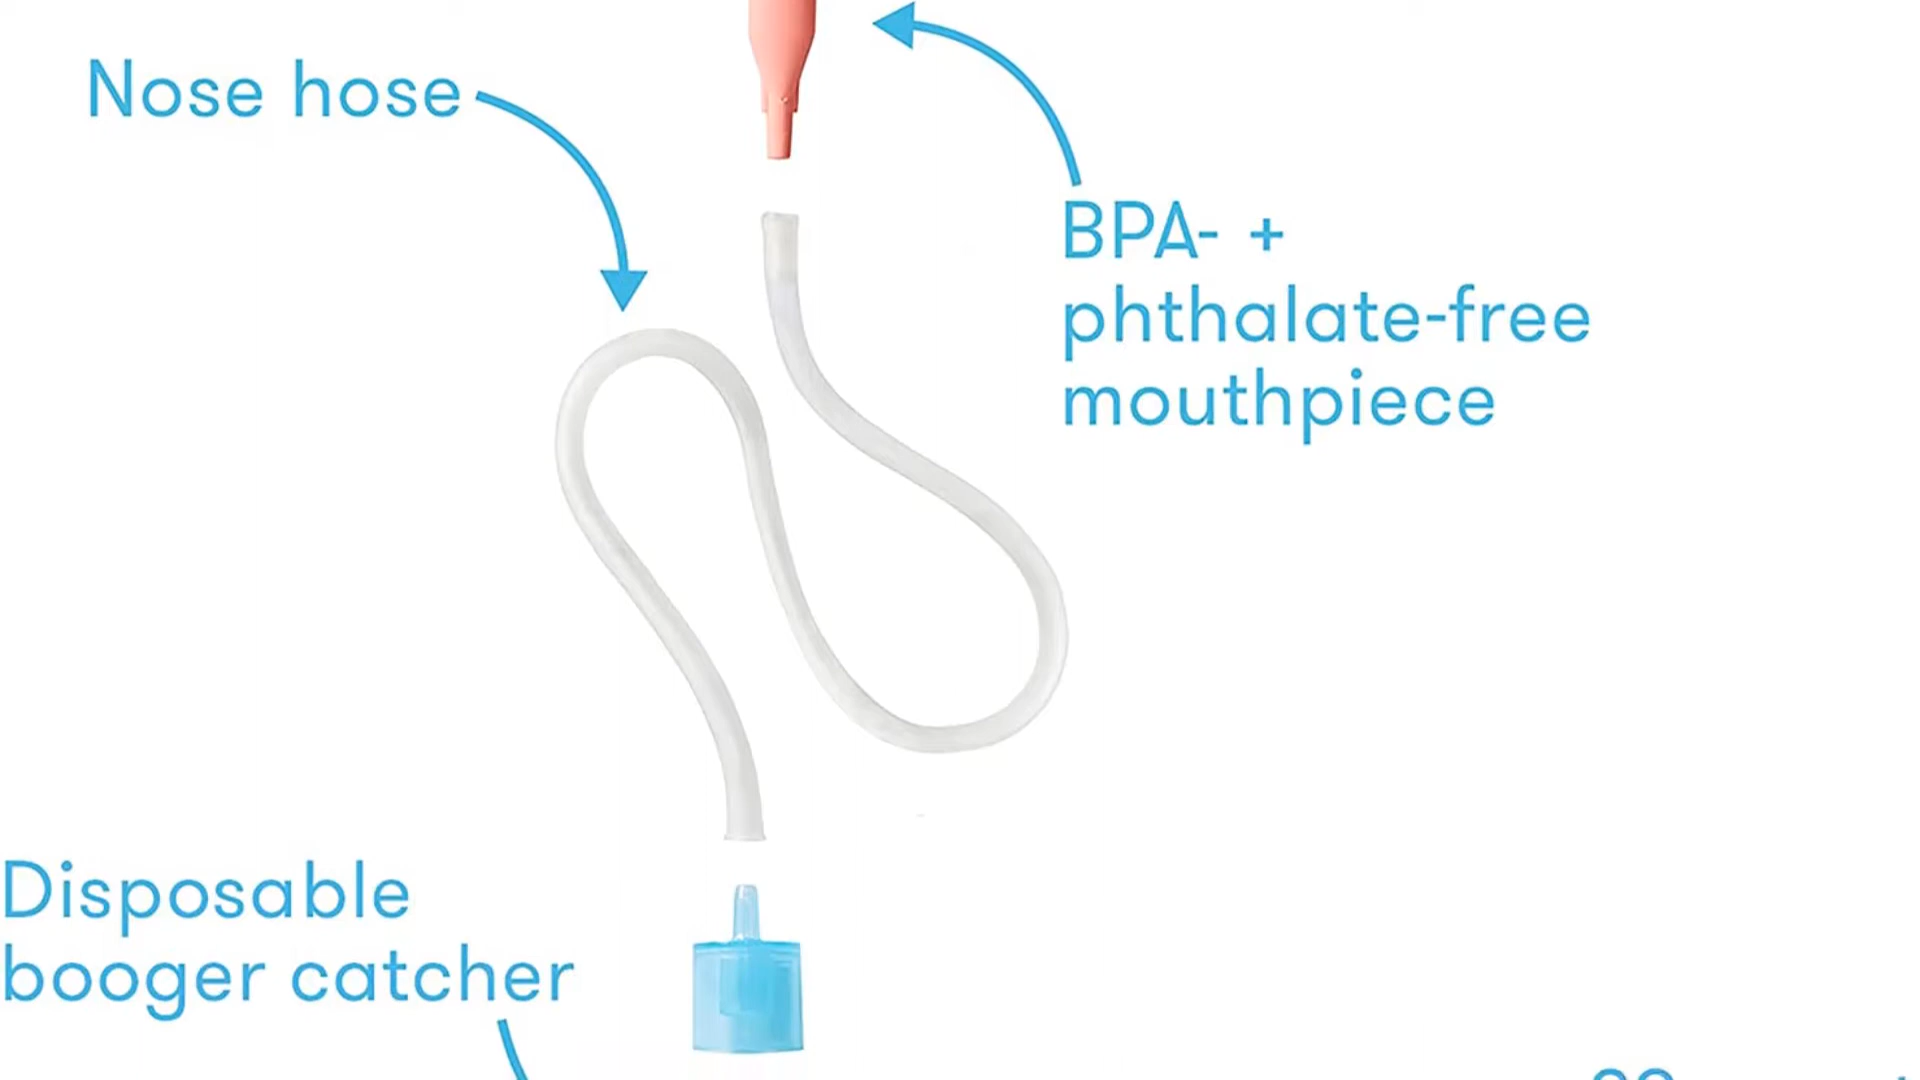 Nose hose
BPA- +
phthalate-free
mouthpiece
Disposable
booger catcher